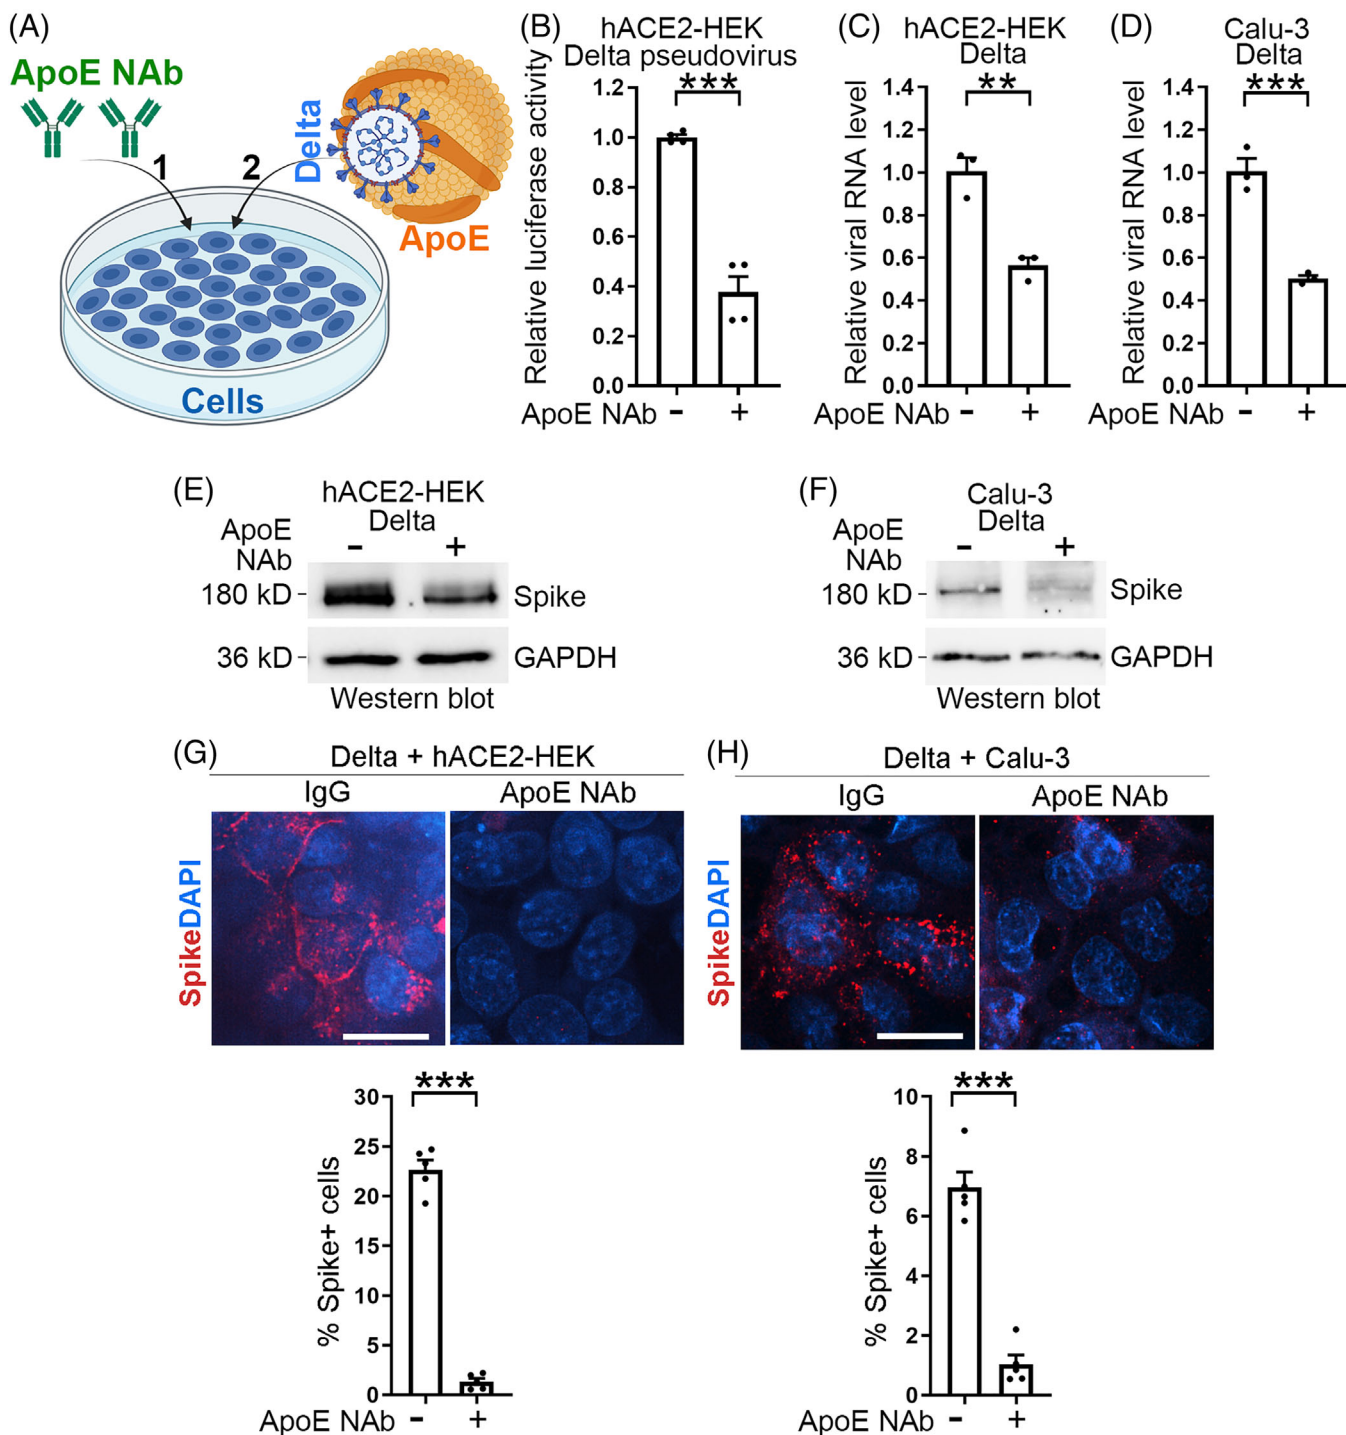 (A)
ApoE NAb
1
2
Delta
ApoE
Cells
(B)
hACE2-HEK
Delta pseudovirus
***
Relative luciferase activity
1.2
1.0
0.8
0.6
0.4
0.2
0.0
ApoE NAb - +
(C)
hACE2-HEK
Delta
**
Relative viral RNA level
1.4
1.2
1.0
0.8
0.6
0.4
0.2
0.0
ApoE NAb - +
(D)
Calu-3
Delta
***
Relative viral RNA level
1.4
1.2
1.0
0.8
0.6
0.4
0.2
0.0
ApoE NAb - +
(E)
hACE2-HEK
Delta
ApoE
NAb
- +
180 kD
Spike
36 kD
GAPDH
Western blot
(F)
Calu-3
Delta
ApoE
NAb
- +
180 kD
Spike
36 kD
GAPDH
Western blot
(G)
Delta + hACE2-HEK
IgG
ApoE NAb
SpikeDAPI
***
% Spike+ cells
30
25
20
15
10
5
0
ApoE NAb - +
(H)
Delta + Calu-3
IgG
ApoE NAb
SpikeDAPI
***
% Spike+ cells
10
8
6
4
2
0
ApoE NAb - +